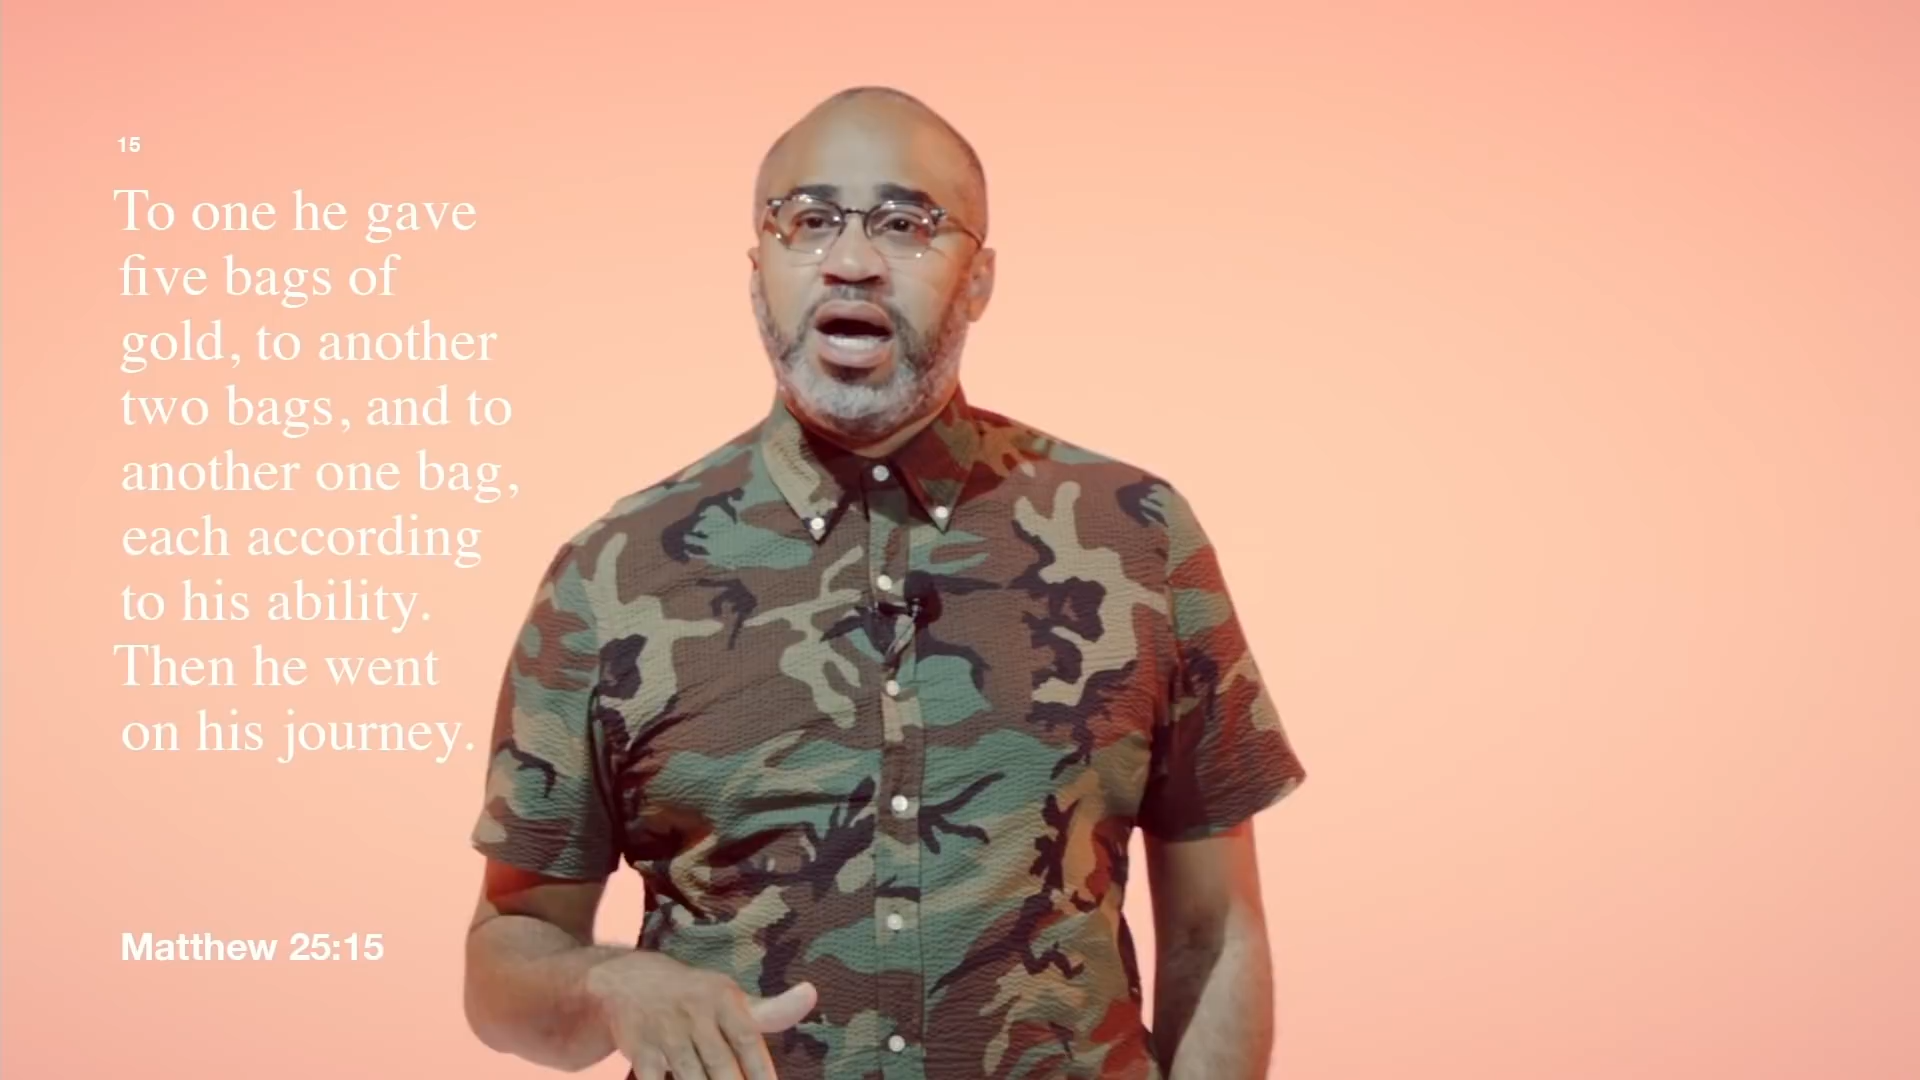 15
To one he gave
five bags of
gold, to another
two bags, and to
another one bag,
each according
to his ability.
Then he went
on his journey.
Matthew 25:15